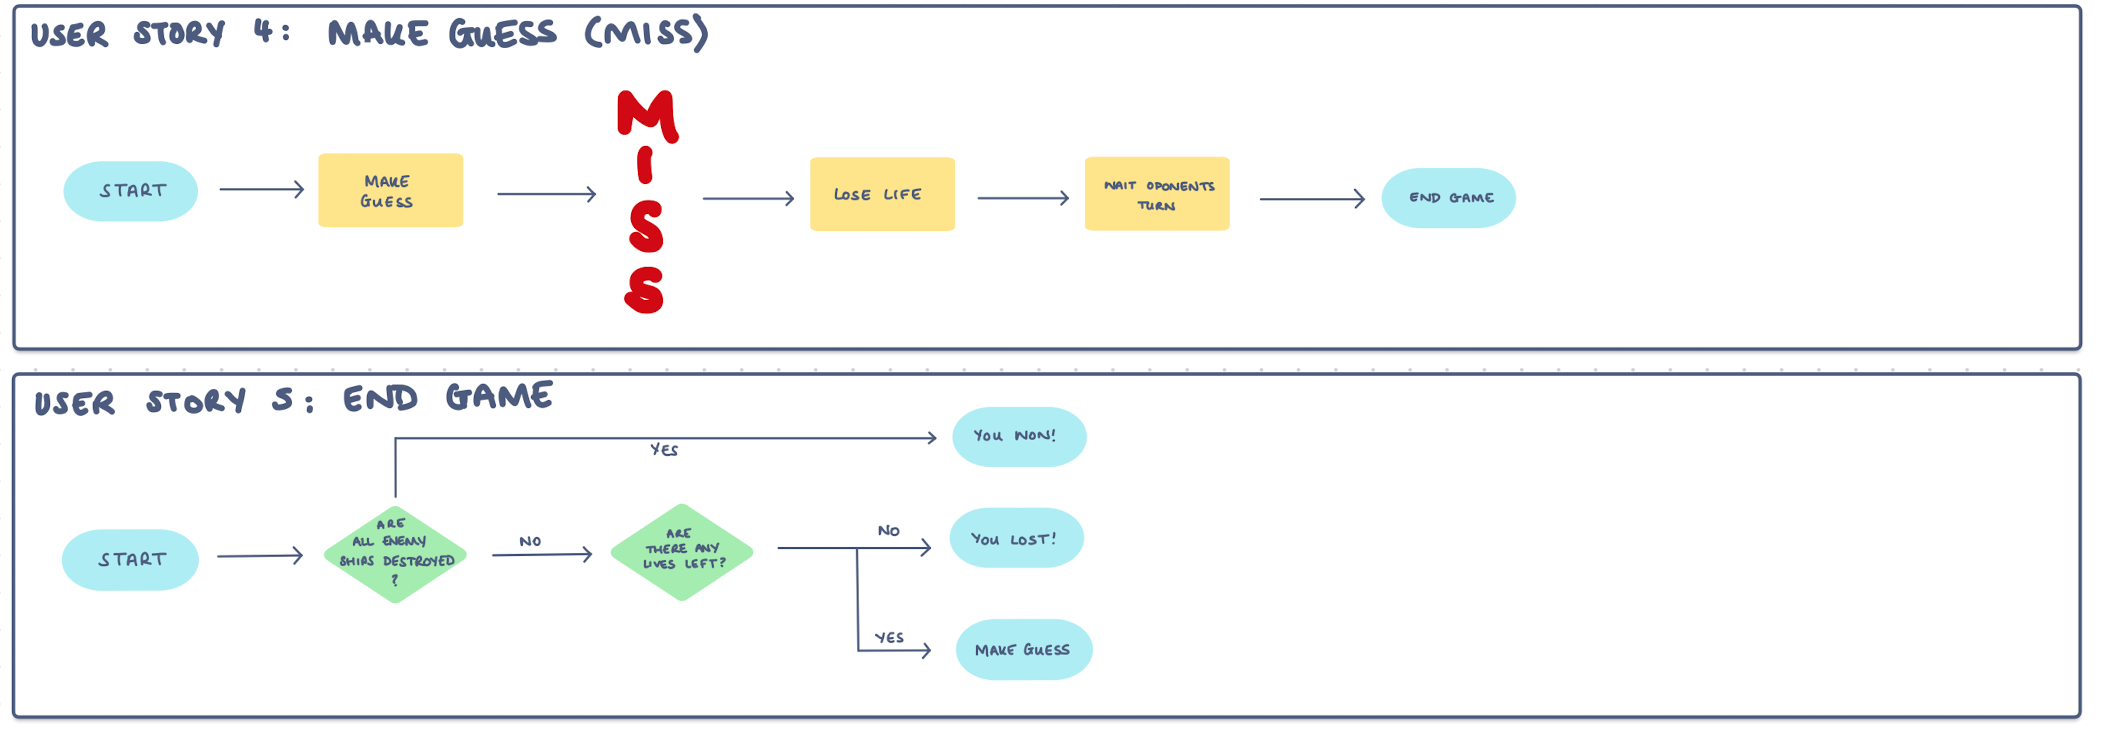 USER STORY 4: MAKE GUESS (MISS)
START
MAKE
GUESS
M
I
S
S
LOSE LIFE
WAIT OPONENTS
TURN
END GAME
USER STORY 5: END GAME
YES
YOU WON!
START
ARE
ALL ENEMY
SHIPS DESTROYED
?
NO
ARE
THERE ANY
LIVES LEFT?
NO
YOU LOST!
YES
MAKE GUESS